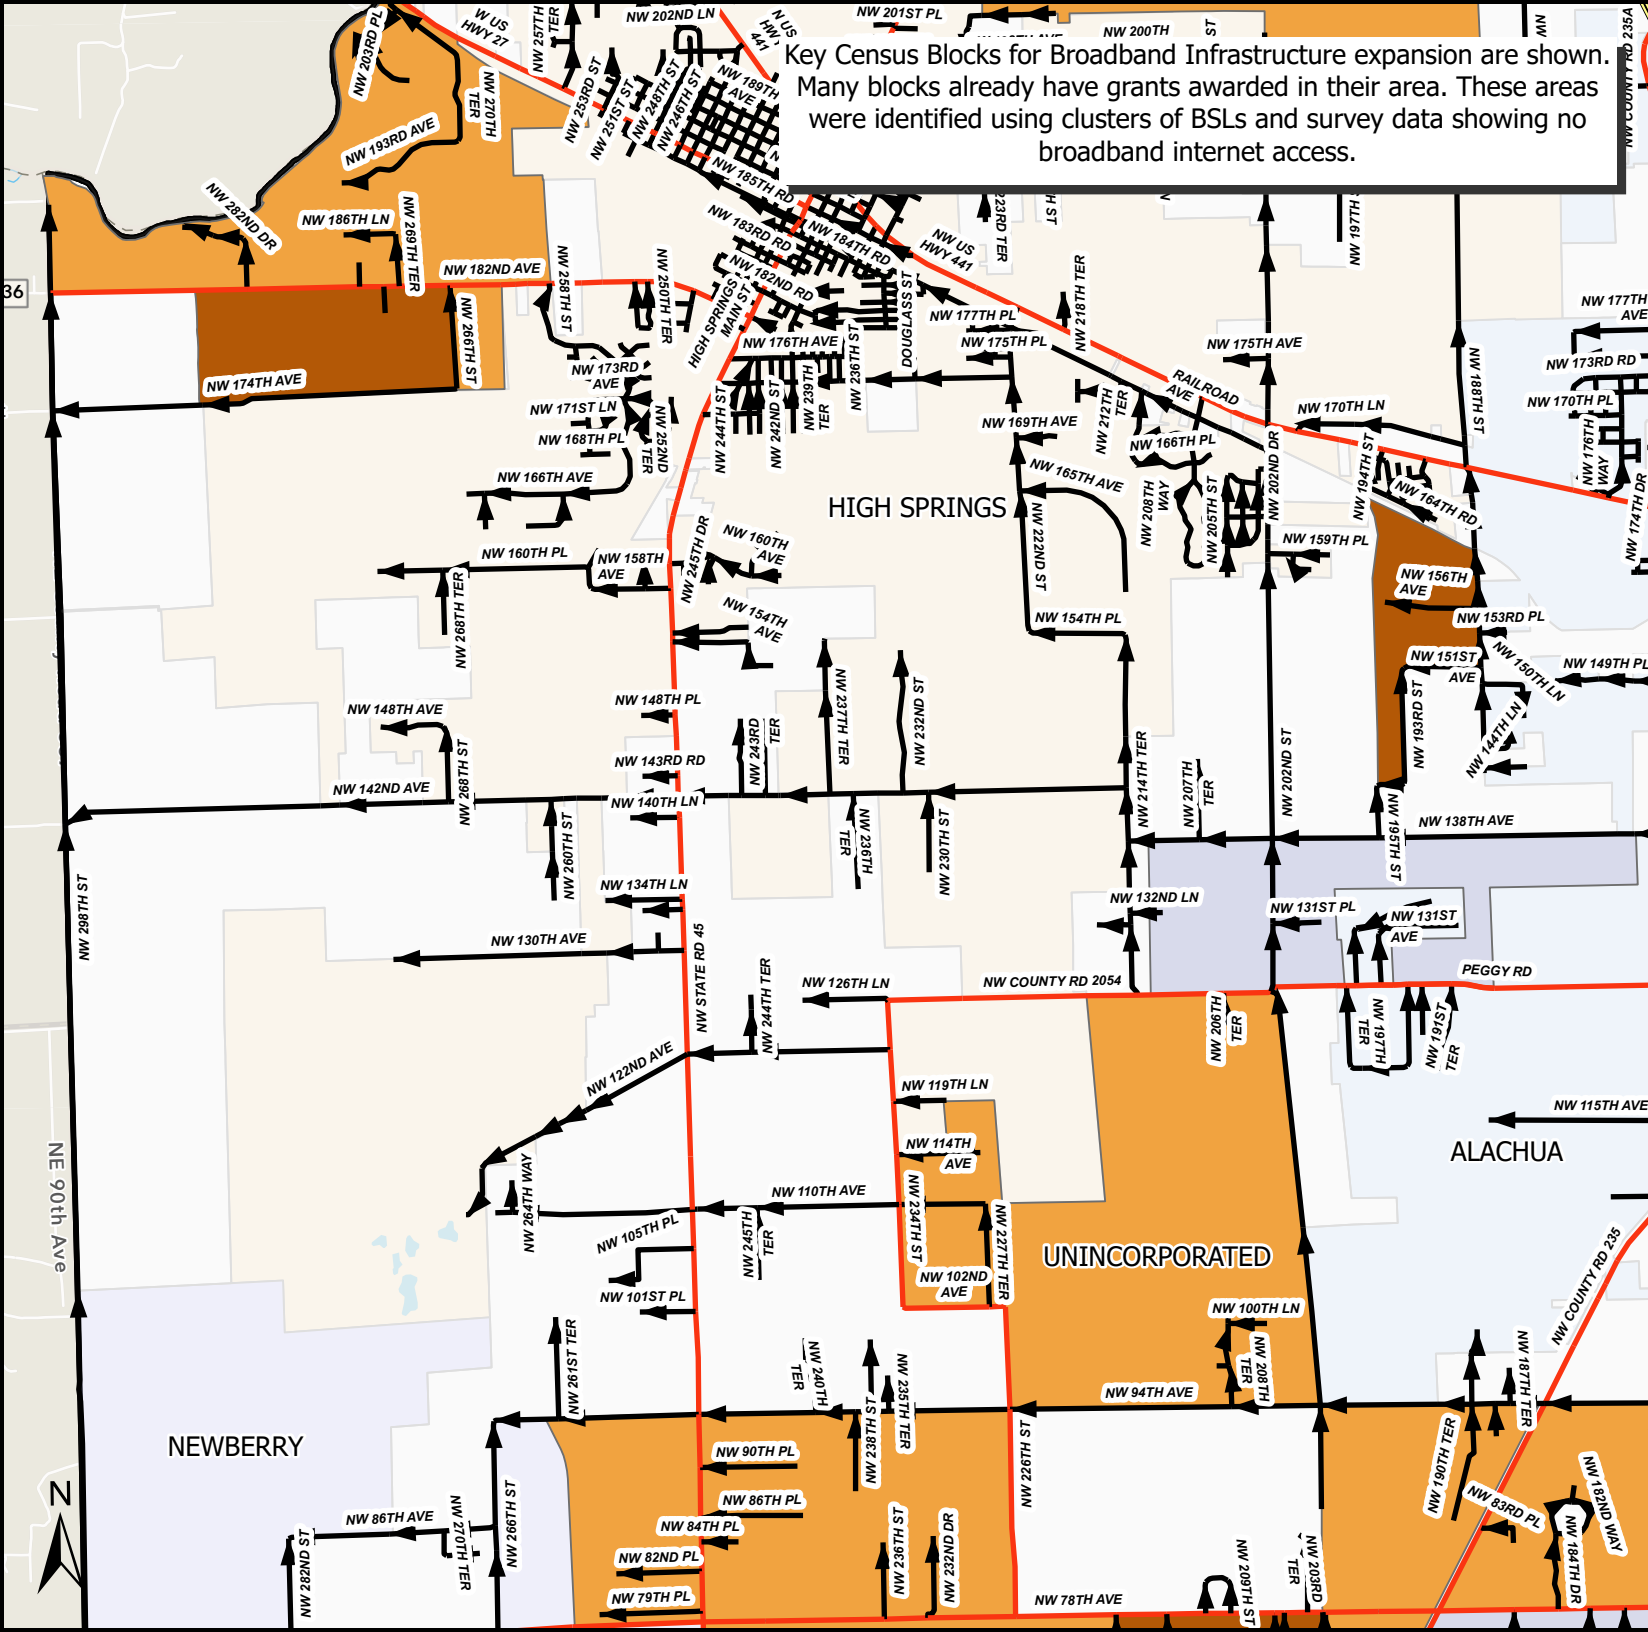 Key Census Blocks for Broadband Infrastructure expansion are shown.
Many blocks already have grants awarded in their area. These areas
were identified using clusters of BSLs and survey data showing no
broadband internet access.
W US
HWY 27
NW 257TH
TER
NW 202ND LN
N US
HWY
441
NW 201ST PL
NW 200TH
NW COUNTY RD 235A
NW 203RD PL
NW 270TH
TER
NW 253RD ST
NW 251ST ST
NW 248TH ST
NW 246TH ST
NW 189TH
AVE
NW 193RD AVE
NW 185TH RD
NW 282ND DR
NW 186TH LN
NW 269TH TER
NW 183RD RD
NW 184TH RD
NW US
HWY 441
223RD TER
NW 197TH
36
NW 182ND AVE
NW 258TH ST
NW 250TH TER
NW 182ND RD
HIGH SPRINGS
MAIN ST
DOUGLASS ST
NW 218TH TER
NW 177TH
AVE
NW 266TH ST
NW 177TH PL
NW 176TH AVE
NW 236TH ST
NW 175TH PL
NW 175TH AVE
NW 188TH ST
NW 173RD RD
NW 174TH AVE
NW 173RD
AVE
NW 239TH
TER
RAILROAD
AVE
NW 171ST LN
NW 252ND
TER
NW 244TH ST
NW 242ND ST
NW 212TH
TER
NW 170TH LN
NW 170TH PL
NW 168TH PL
NW 169TH AVE
NW 166TH PL
NW 202ND DR
NW 194TH ST
NW 176TH
WAY
NW 166TH AVE
NW 165TH AVE
NW 208TH
WAY
NW 205TH ST
NW 164TH RD
NW 174TH DR
HIGH SPRINGS
NW 160TH PL
NW 158TH
AVE
NW 245TH DR
NW 160TH
AVE
NW 222ND ST
NW 159TH PL
NW 156TH
AVE
NW 268TH TER
NW 154TH
AVE
NW 154TH PL
NW 153RD PL
NW 151ST
AVE
NW 150TH LN
NW 149TH PL
NW 148TH PL
NW 148TH AVE
NW 237TH TER
NW 232ND ST
NW 193RD ST
NW 144TH LN
NW 268TH ST
NW 143RD RD
NW 243RD
TER
NW 214TH TER
NW 207TH
TER
NW 202ND ST
NW 142ND AVE
NW 140TH LN
NW 138TH AVE
NW 260TH ST
NW 236TH
TER
NW 230TH ST
NW 195TH ST
NW 298TH ST
NW 134TH LN
NW 132ND LN
NW 131ST PL
NW 131ST
AVE
NW 130TH AVE
NW STATE RD 45
NW 244TH TER
NW 126TH LN
NW COUNTY RD 2054
PEGGY RD
NW 206TH
TER
NW 197TH
TER
NW 191ST
TER
NW 122ND AVE
NW 119TH LN
NW 115TH AVE
NE 90th Ave
NW 264TH WAY
NW 114TH
AVE
ALACHUA
NW 110TH AVE
NW 234TH ST
NW 227TH TER
NW 105TH PL
NW 245TH
TER
UNINCORPORATED
NW COUNTY RD 235
NW 102ND
AVE
NW 101ST PL
NW 100TH LN
NW 261ST TER
NW 240TH
TER
NW 235TH TER
NW 208TH
TER
NW 187TH TER
NW 94TH AVE
NW 238TH ST
NEWBERRY
NW 90TH PL
NW 226TH ST
NW 190TH TER
NW 182ND WAY
N
NW 86TH AVE
NW 270TH TER
NW 266TH ST
NW 86TH PL
NW 84TH PL
NW 83RD PL
NW 282ND ST
NW 82ND PL
NW 236TH ST
NW 232ND DR
NW 209TH ST
NW 203RD
TER
NW 184TH DR
NW 79TH PL
NW 78TH AVE